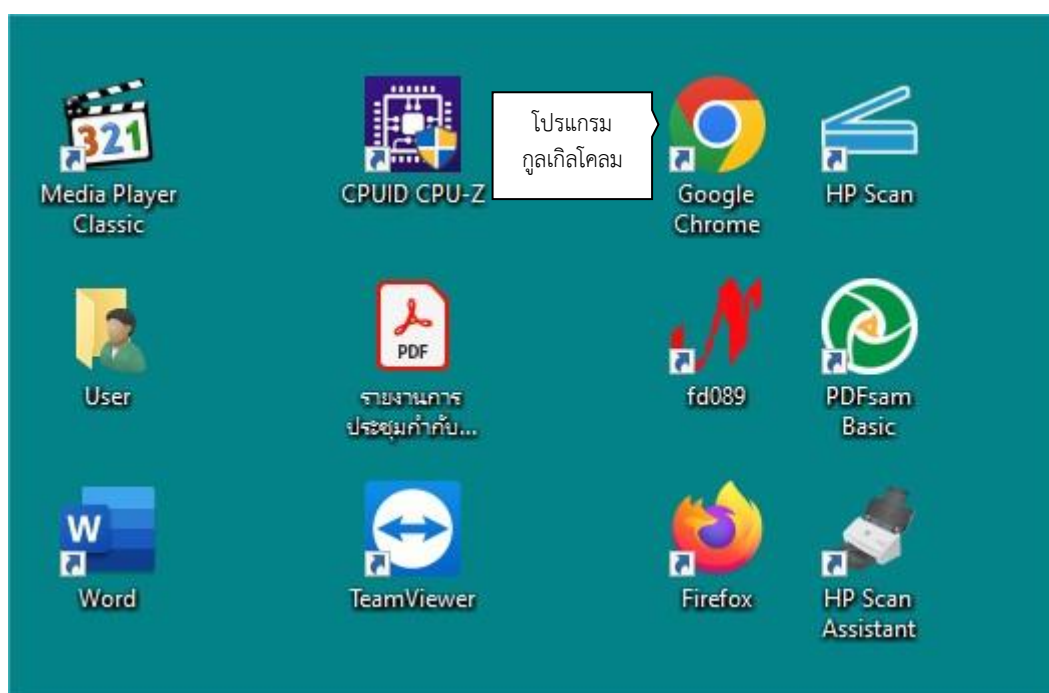 321
Media Player
Classic
CPUID CPU-Z
โปรแกรม
กูลเกิลโคลม
Google
Chrome
HP Scan
User
PDF
รายงานการ
ประชุมกำกับ...
fd089
PDFsam
Basic
W
Word
TeamViewer
Firefox
HP Scan
Assistant